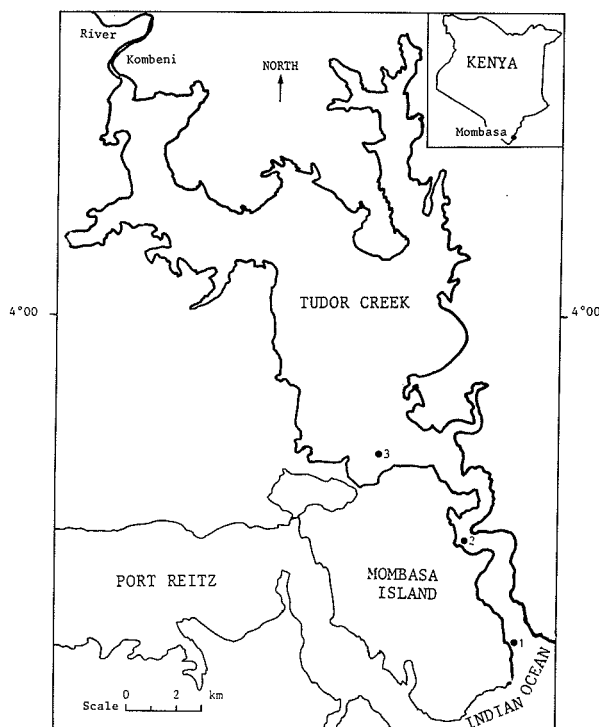 River
Kombeni
NORTH
KENYA
Mombasa
TUDOR CREEK
4°00
4°00
3
2
PORT REITZ
MOMBASA
ISLAND
1
INDIAN OCEAN
Scale 0 2 km